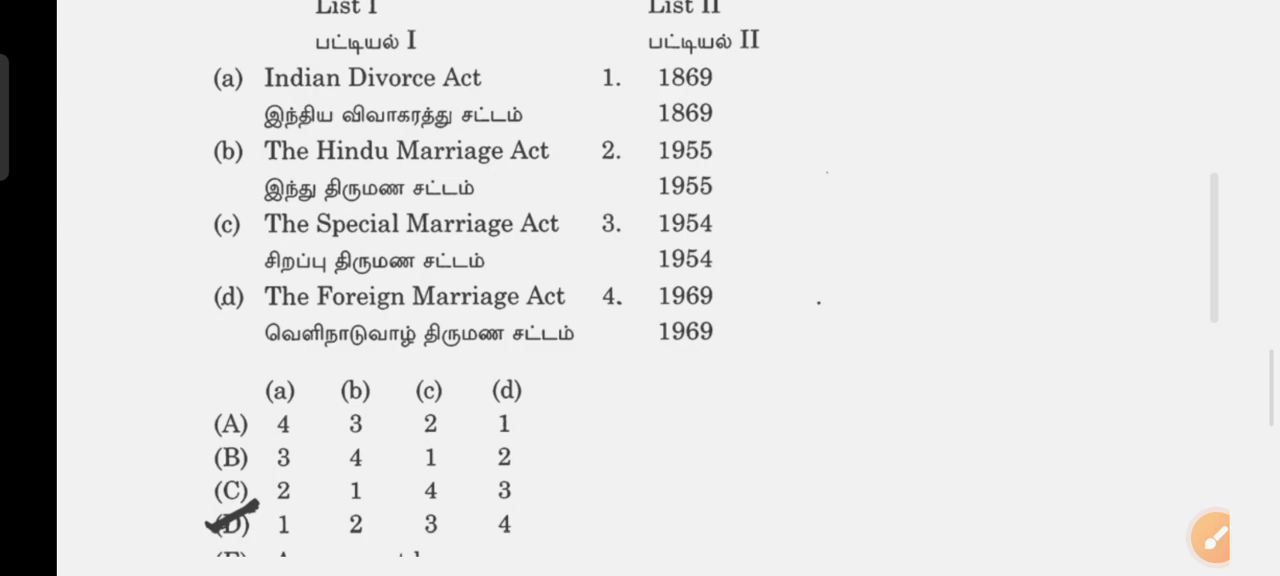 List I List II
பட்டியல் I பட்டியல் II
(a) Indian Divorce Act 1. 1869
இந்திய விவாகரத்து சட்டம் 1869
(b) The Hindu Marriage Act 2. 1955
இந்து திருமண சட்டம் 1955
(c) The Special Marriage Act 3. 1954
சிறப்பு திருமண சட்டம் 1954
(d) The Foreign Marriage Act 4. 1969
வெளிநாடுவாழ் திருமண சட்டம் 1969
(a) (b) (c) (d)
(A) 4 3 2 1
(B) 3 4 1 2
(C) 2 1 4 3
(D) 1 2 3 4